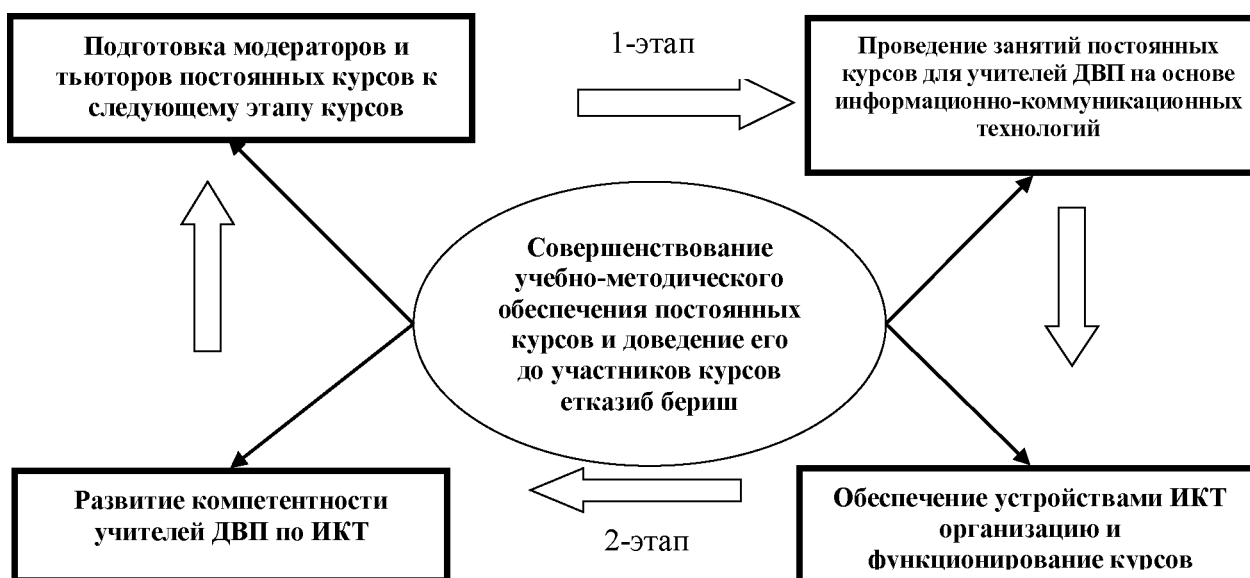 Подготовка модераторов и
тьюторов постоянных курсов к
следующему этапу курсов
1-этап
Проведение занятий постоянных
курсов для учителей ДВП на основе
информационно-коммуникационных
технологий
Совершенствование
учебно-методического
обеспечения постоянных
курсов и доведение его
до участников курсов
етказиб бериш
Развитие компетентности
учителей ДВП по ИКТ
2-этап
Обеспечение устройствами ИКТ
организацию и
функционирование курсов